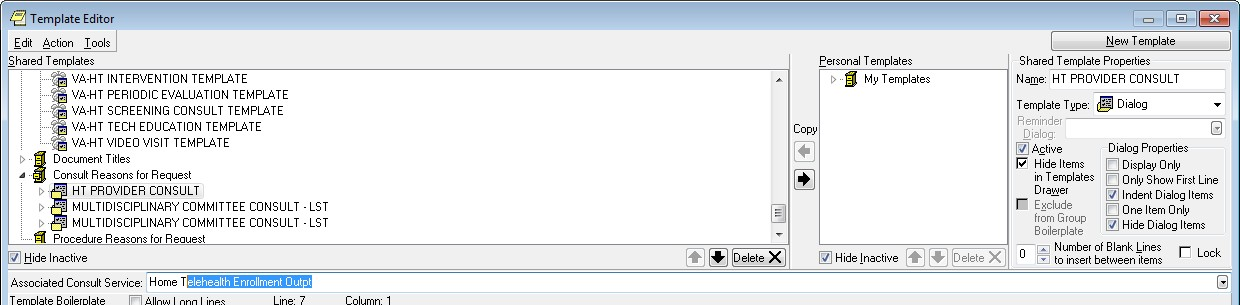 Template Editor
Edit Action Tools
New Template
Shared Templates
VA-HT INTERVENTION TEMPLATE
VA-HT PERIODIC EVALUATION TEMPLATE
VA-HT SCREENING CONSULT TEMPLATE
VA-HT TECH EDUCATION TEMPLATE
VA-HT VIDEO VISIT TEMPLATE
Document Titles
Consult Reasons for Request
HT PROVIDER CONSULT
MULTIDISCIPLINARY COMMITTEE CONSULT - LST
MULTIDISCIPLINARY COMMITTEE CONSULT - LST
Procedure Reasons for Request
Hide Inactive
Delete
Copy
Personal Templates
My Templates
Hide Inactive
Delete
Shared Template Properties
Name: HT PROVIDER CONSULT
Template Type: Dialog
Reminder
Dialog:
Active
Hide Items
in Templates
Drawer
Exclude
from Group
Boilerplate
Dialog Properties
Display Only
Only Show First Line
Indent Dialog Items
One Item Only
Hide Dialog Items
0 Number of Blank Lines
to insert between items
Lock
Associated Consult Service: Home Telehealth Enrollment Outpt
Template Boilerplate Allow Long Lines Line: 7 Column: 1